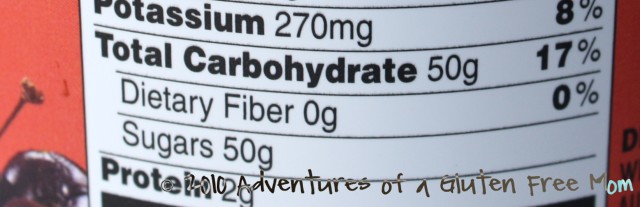 Potassium 270mg 8%
Total Carbohydrate 50g 17%
Dietary Fiber 0g 0%
Sugars 50g
Protein 2g
© 2010 Adventures of a Gluten Free Mom